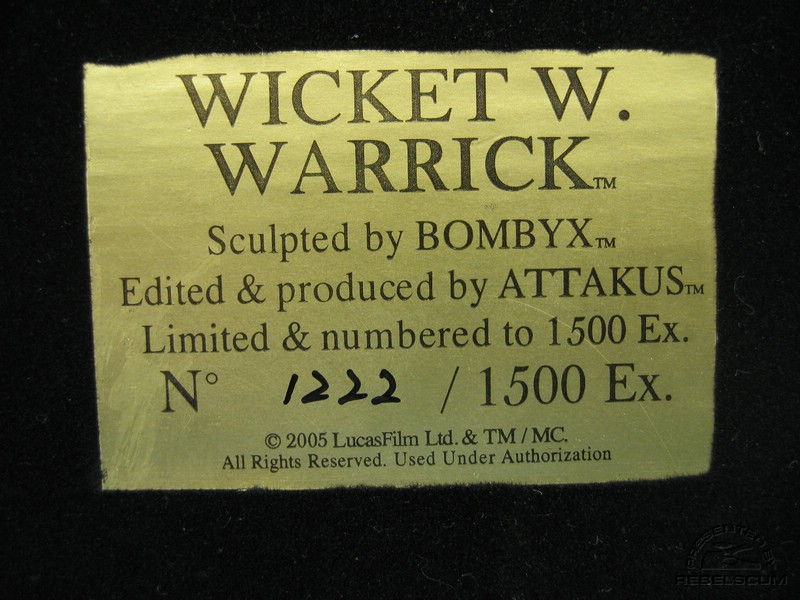 WICKET W.
WARRICK™
Sculpted by BOMBYX™
Edited & produced by ATTAKUS™
Limited & numbered to 1500 Ex.
N° 1222 / 1500 Ex.
© 2005 LucasFilm Ltd. & TM / MC.
All Rights Reserved. Used Under Authorization
PRESENTED BY
REBELSCUM